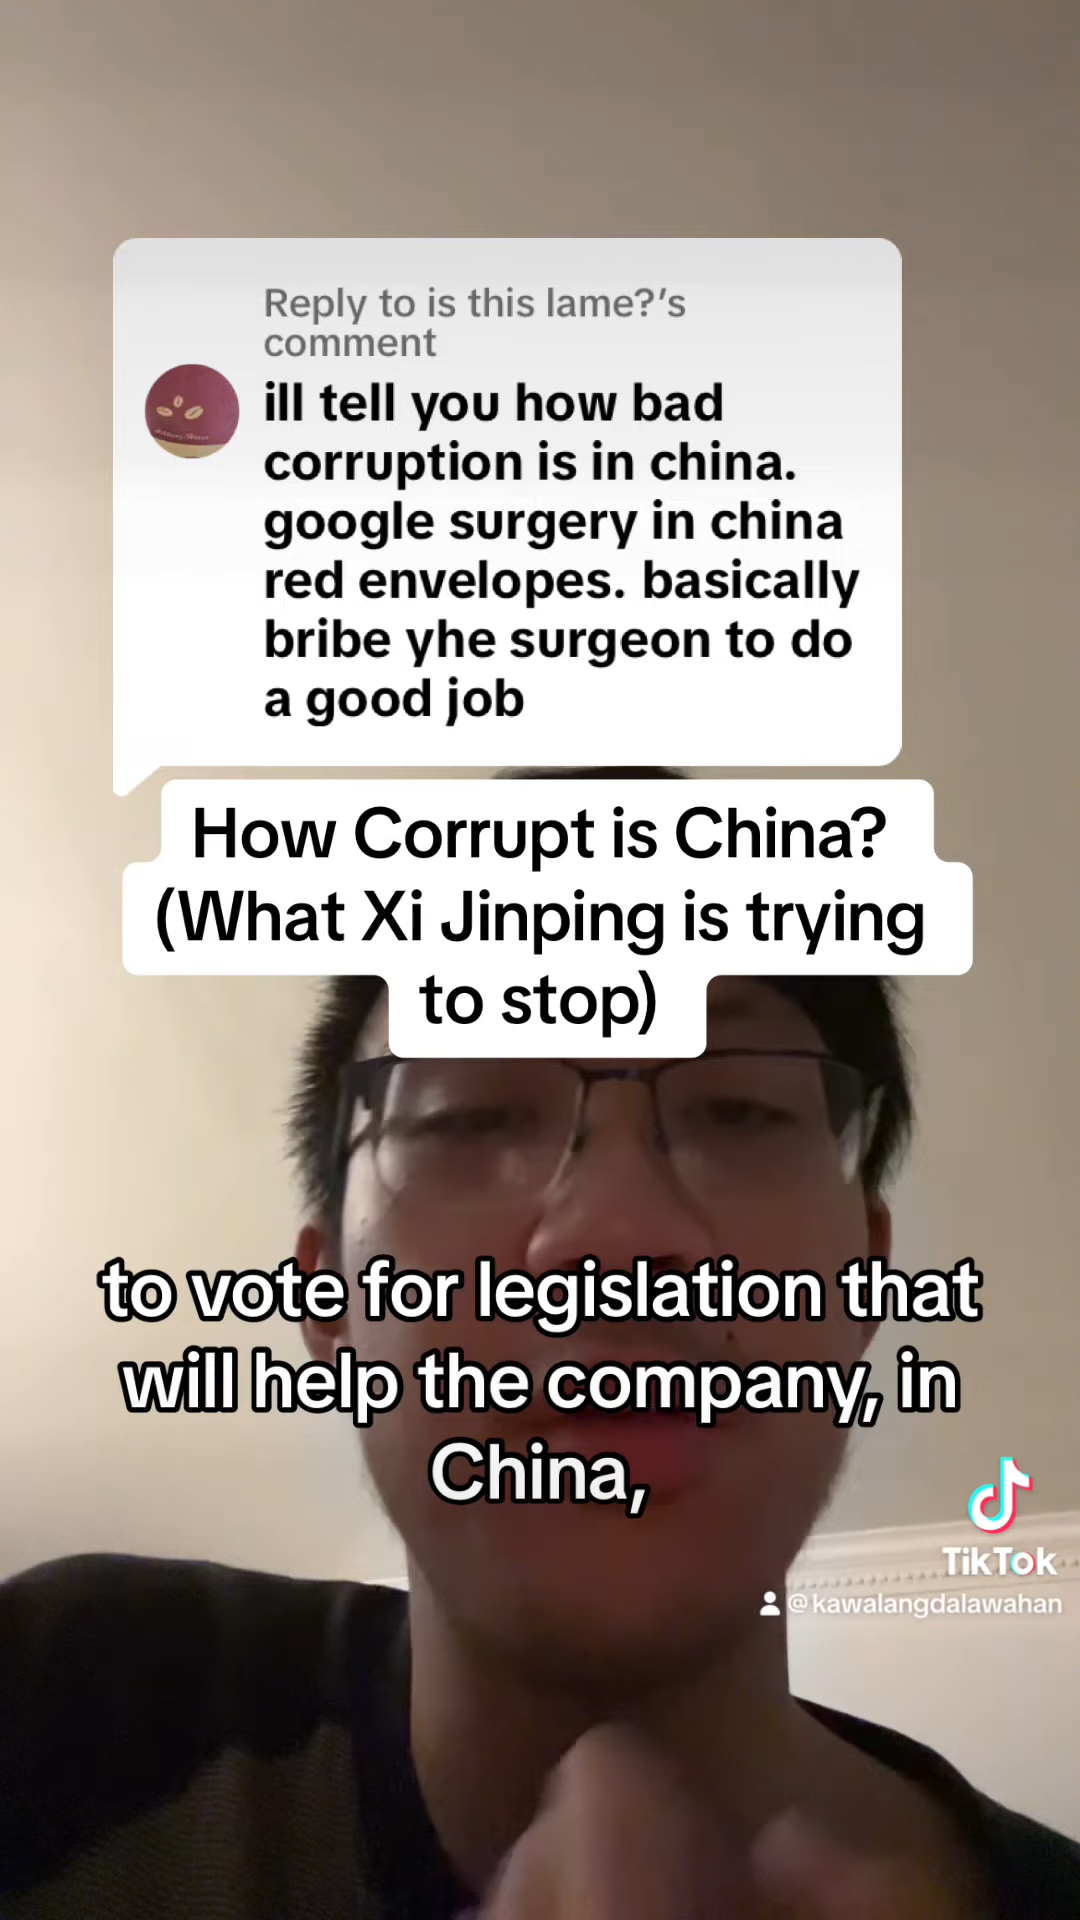 Reply to is this lame?'s
comment
ill tell you how bad
corruption is in china.
google surgery in china
red envelopes. basically
bribe yhe surgeon to do
a good job
How Corrupt is China?
(What Xi Jinping is trying
to stop)
to vote for legislation that
will help the company, in
China,
TikTok
@kawalangdalawahan